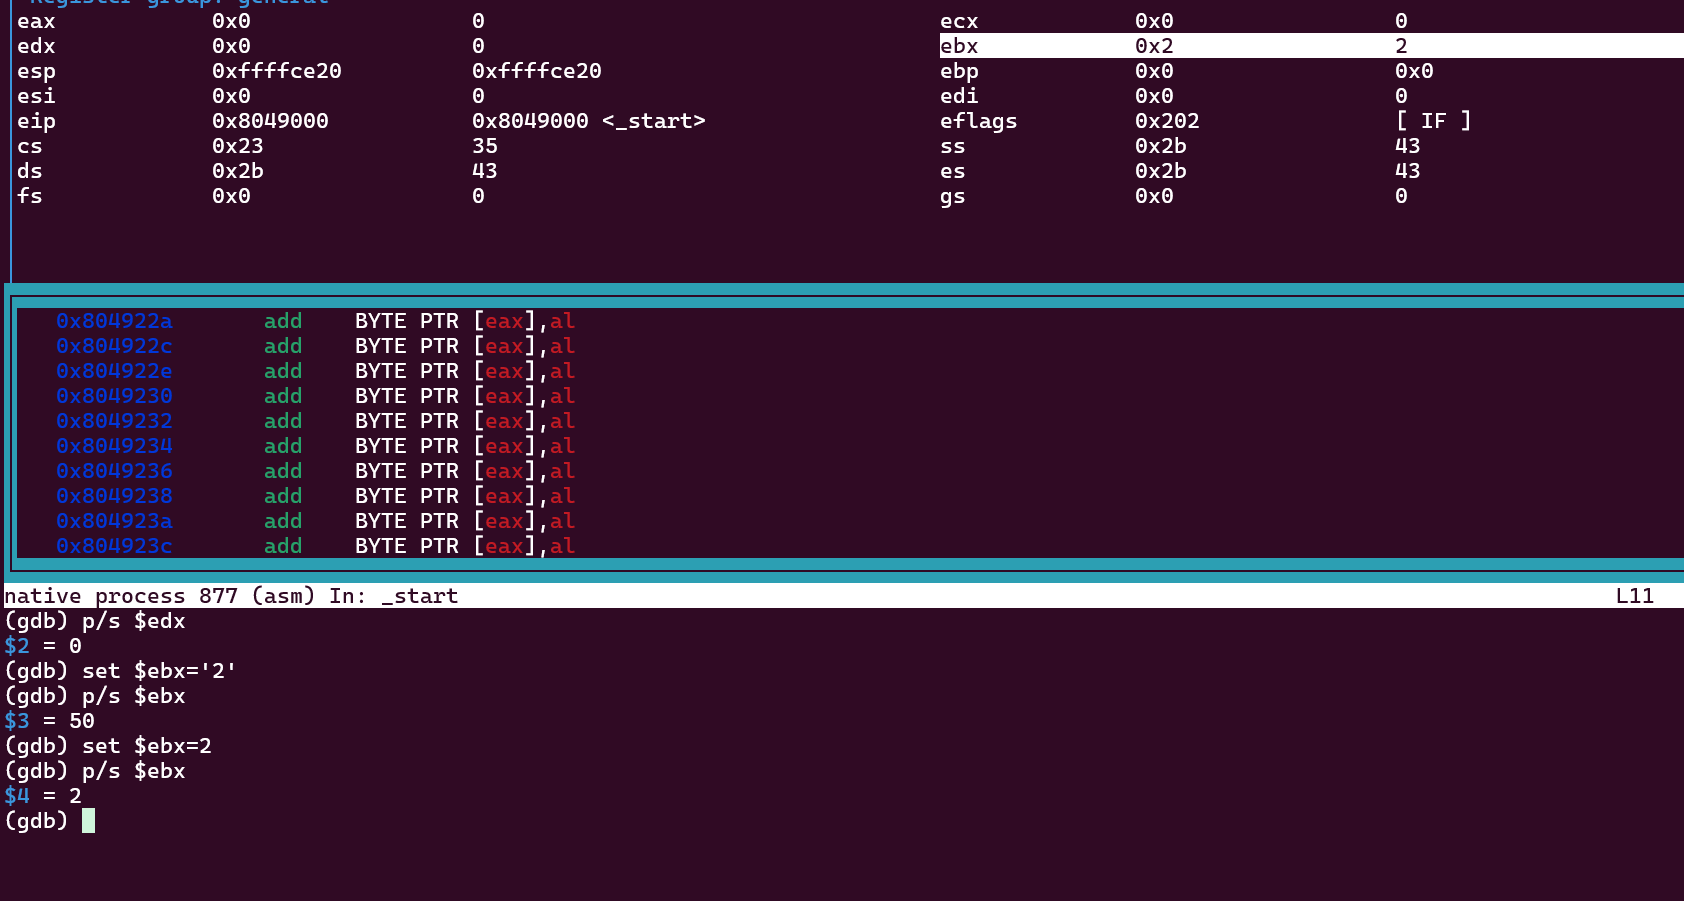 Register group: general
eax 0x0 0 ecx 0x0 0
edx 0x0 0 ebx 0x2 2
esp 0xffffce20 0xffffce20 ebp 0x0 0x0
esi 0x0 0 edi 0x0 0
eip 0x8049000 0x8049000 <_start> eflags 0x202 [ IF ]
cs 0x23 35 ss 0x2b 43
ds 0x2b 43 es 0x2b 43
fs 0x0 0 gs 0x0 0
0x804922a add BYTE PTR [eax],al
0x804922c add BYTE PTR [eax],al
0x804922e add BYTE PTR [eax],al
0x8049230 add BYTE PTR [eax],al
0x8049232 add BYTE PTR [eax],al
0x8049234 add BYTE PTR [eax],al
0x8049236 add BYTE PTR [eax],al
0x8049238 add BYTE PTR [eax],al
0x804923a add BYTE PTR [eax],al
0x804923c add BYTE PTR [eax],al
native process 877 (asm) In: _start L11
(gdb) p/s $edx
$2 = 0
(gdb) set $ebx='2'
(gdb) p/s $ebx
$3 = 50
(gdb) set $ebx=2
(gdb) p/s $ebx
$4 = 2
(gdb)